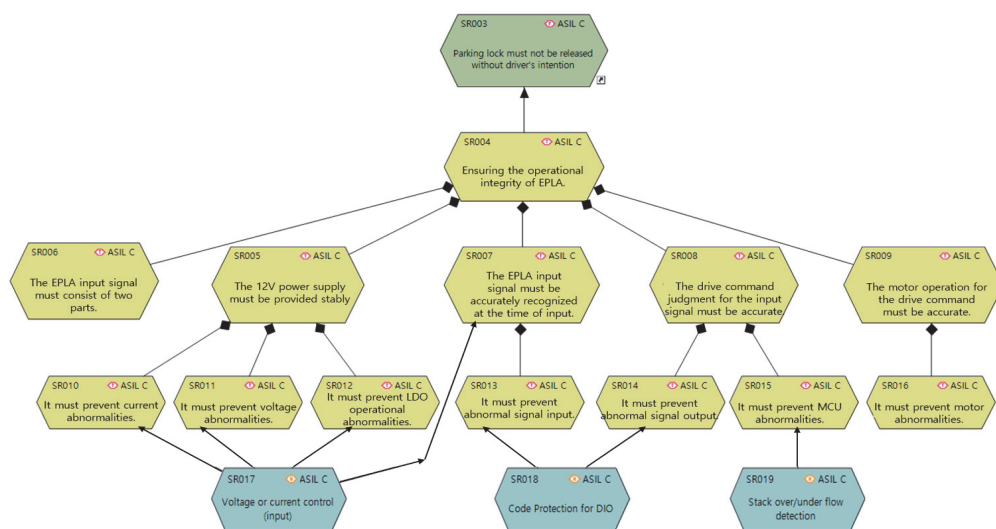 SR003 ASIL C
Parking lock must not be released
without driver's intention
SR004 ASIL C
Ensuring the operational
integrity of EPLA.
SR006 ASIL C
The EPLA input signal
must consist of two
parts.
SR005 ASIL C
The 12V power supply
must be provided stably
SR007 ASIL C
The EPLA input
signal must be
accurately recognized
at the time of input.
SR008 ASIL C
The drive command
judgment for the input
signal must be accurate.
SR009 ASIL C
The motor operation for
the drive command
must be accurate.
SR010 ASIL C
It must prevent current
abnormalities.
SR011 ASIL C
It must prevent voltage
abnormalities.
SR012 ASIL C
It must prevent LDO
operational
abnormalities.
SR013 ASIL C
It must prevent
abnormal signal input.
SR014 ASIL C
It must prevent
abnormal signal output.
SR015 ASIL C
It must prevent MCU
abnormalities.
SR016 ASIL C
It must prevent motor
abnormalities.
SR017 ASIL C
Voltage or current control
(input)
SR018 ASIL C
Code Protection for DIO
SR019 ASIL C
Stack over/under flow
detection